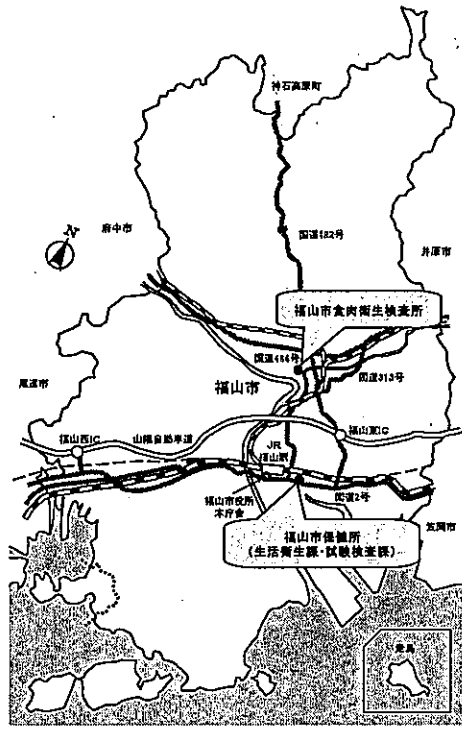 神石高原町
N
国道182号
府中市
井原市
福山市食肉衛生検査所
国道486号
国道313号
尾道市
福山市
福山西IC
山陽自動車道
福山東IC
JR
福山駅
福山市役所
本庁舎
国道2号
笠岡市
福山市保健所
(生活衛生課・試験検査課)
走島